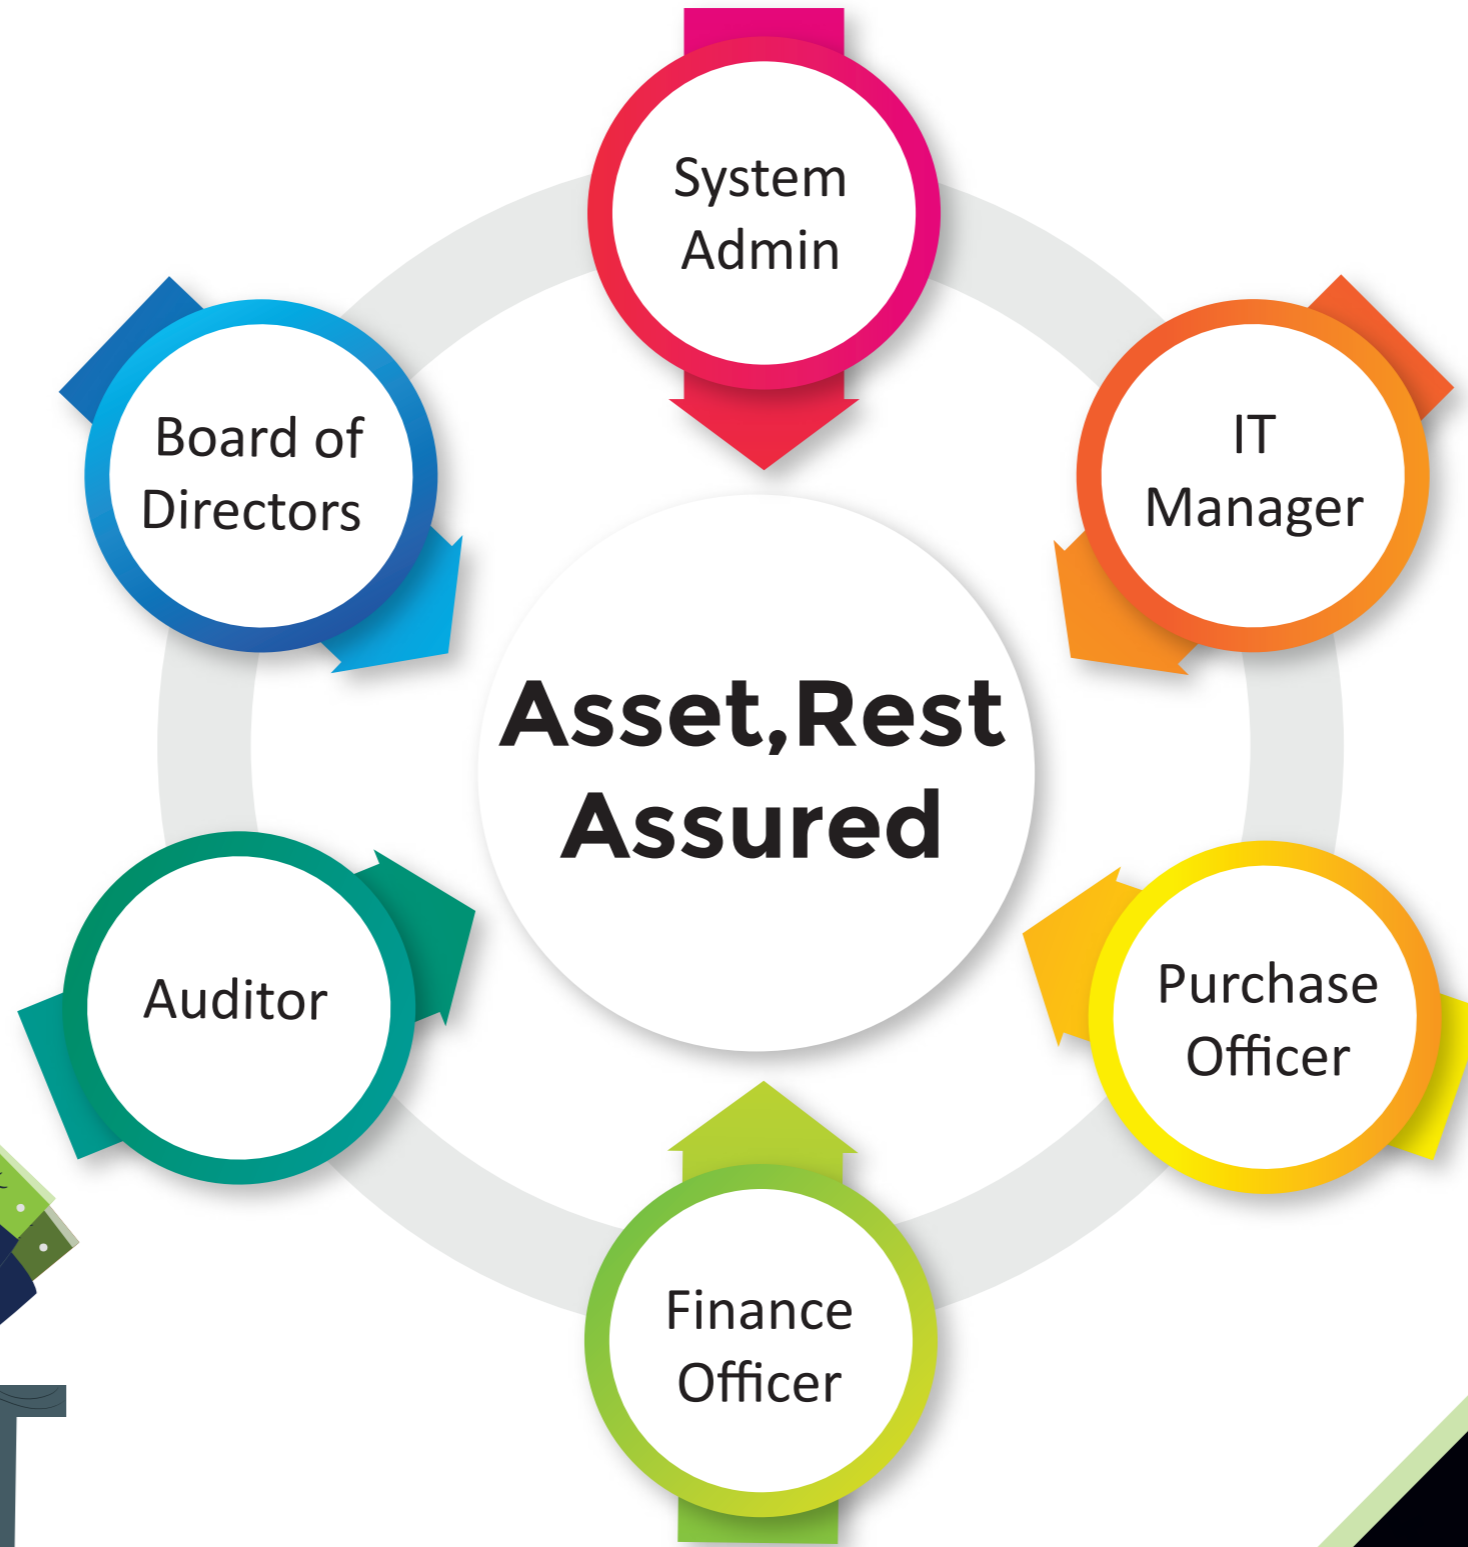 System
Admin
Board of
Directors
IT
Manager
Asset,Rest
Assured
Auditor
Purchase
Officer
Finance
Officer